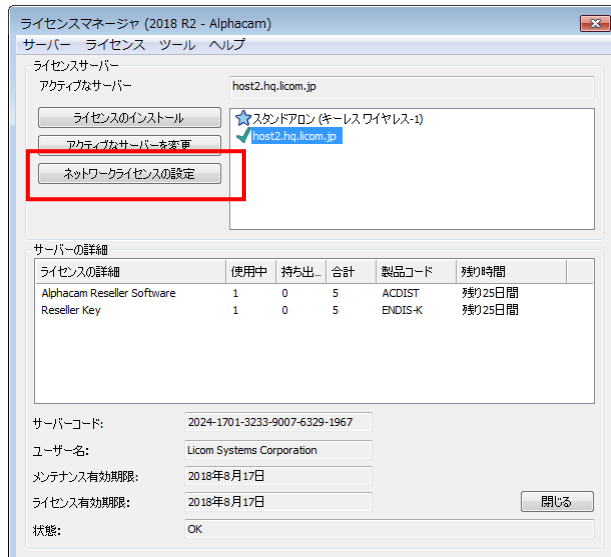 ライセンスマネージャ (2018 R2 - Alphacam)
サーバー ライセンス ツール ヘルプ
ライセンスサーバー
アクティブなサーバー host2.hq.licom.jp
ライセンスのインストール
スタンドアロン (キーレス ワイヤレス-1)
アクティブなサーバーを変更
host2.hq.licom.jp
ネットワークライセンスの設定
サーバーの詳細
ライセンスの詳細 使用中 持ち出... 合計 製品コード 残り時間
Alphacam Reseller Software 1 0 5 ACDIST 残り25日間
Reseller Key 1 0 5 ENDIS-K 残り25日間
サーバーコード: 2024-1701-3233-9007-6329-1967
ユーザー名: Licom Systems Corporation
メンテナンス有効期限: 2018年8月17日
ライセンス有効期限: 2018年8月17日 閉じる
状態: OK